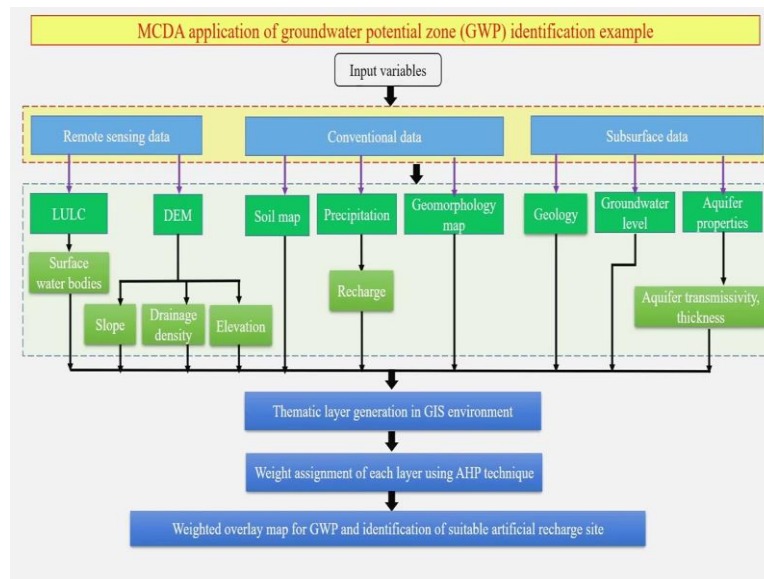 MCDA application of groundwater potential zone (GWP) identification example
Input variables
Remote sensing data
Conventional data
Subsurface data
LULC
DEM
Soil map
Precipitation
Geomorphology
map
Geology
Groundwater
level
Aquifer
properties
Surface
water bodies
Slope
Drainage
density
Elevation
Recharge
Aquifer transmissivity,
thickness
Thematic layer generation in GIS environment
Weight assignment of each layer using AHP technique
Weighted overlay map for GWP and identification of suitable artificial recharge site